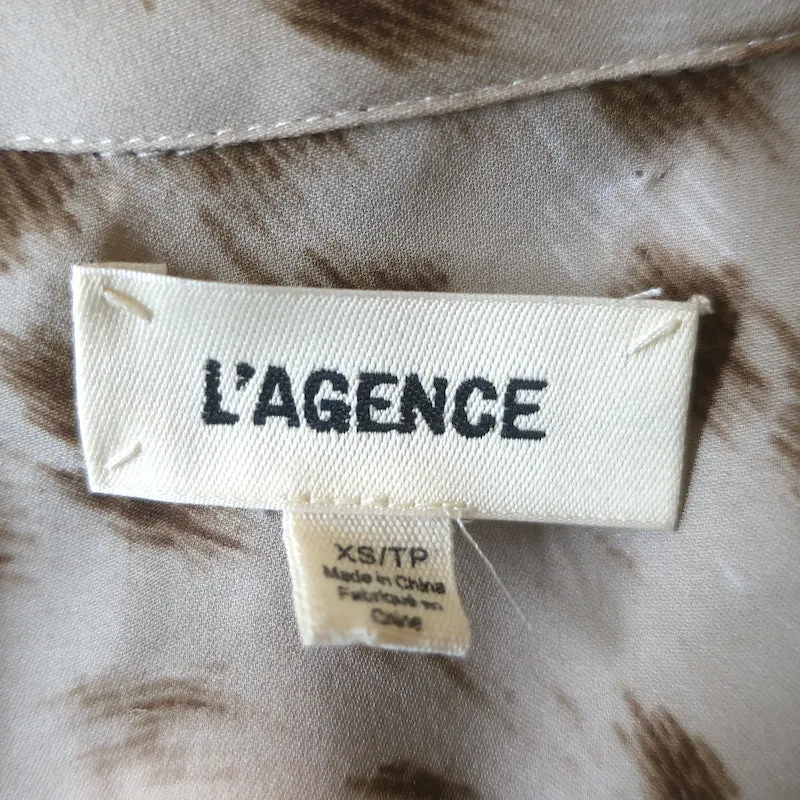 L'AGENCE
XS/TP
Made in China
Fabriqué en
Chine